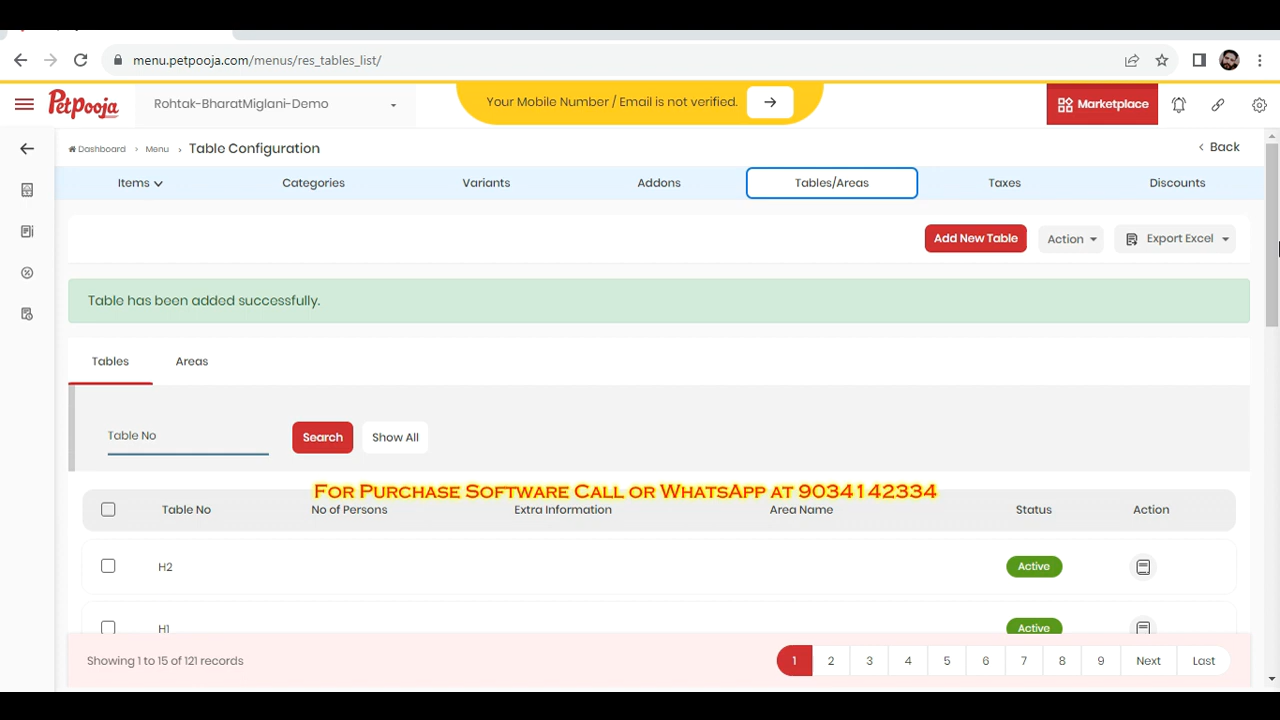 menu.petpooja.com/menus/res_tables_list/
Petpooja
Rohtak-BharatMiglani-Demo
Your Mobile Number / Email is not verified.
Marketplace
Dashboard › Menu › Table Configuration
‹ Back
Items
Categories
Variants
Addons
Tables/Areas
Taxes
Discounts
Add New Table
Action
Export Excel
Table has been added successfully.
Tables
Areas
Table No
Search
Show All
For Purchase Software Call or WhatsApp at 9034142334
Table No
No of Persons
Extra Information
Area Name
Status
Action
H2
Active
H1
Active
Showing 1 to 15 of 121 records
1 2 3 4 5 6 7 8 9 Next Last